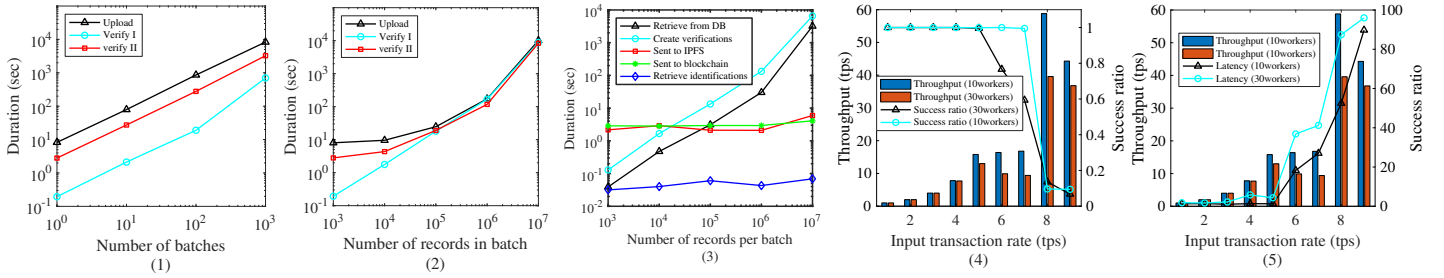 Duration (sec)
10^4
10^3
10^2
10^1
10^0
10^-1
Upload
Verify I
verify II
10^0
10^1
10^2
10^3
Number of batches
(1)
Duration (sec)
10^4
10^3
10^2
10^1
10^0
10^-1
Upload
Verify I
verify II
10^3
10^4
10^5
10^6
10^7
Number of records in batch
(2)
Duration (sec)
10^4
10^3
10^2
10^1
10^0
10^-1
10^-2
Retrieve from DB
Create verifications
Sent to IPFS
Sent to blockchain
Retrieve identifications
10^3
10^4
10^5
10^6
10^7
Number of records per batch
(3)
Throughput (tps)
60
50
40
30
20
10
0
Throughput (10workers)
Throughput (30workers)
Success ratio (30workers)
Success ratio (10workers)
1
0.8
0.6
0.4
0.2
0
Success ratio
2
4
6
8
Input transaction rate (tps)
(4)
Throughput (tps)
60
50
40
30
20
10
0
Throughput (10workers)
Throughput (30workers)
Latency (10workers)
Latency (30workers)
100
80
60
40
20
0
Success ratio
2
4
6
8
Input transaction rate (tps)
(5)